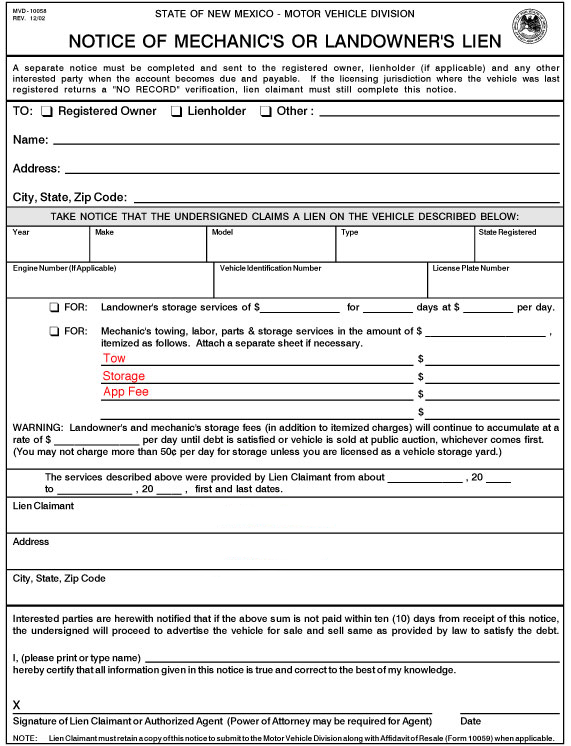 MVD-10058
REV. 12/02
STATE OF NEW MEXICO - MOTOR VEHICLE DIVISION
NOTICE OF MECHANIC'S OR LANDOWNER'S LIEN
A separate notice must be completed and sent to the registered owner, lienholder (if applicable) and any other
interested party when the account becomes due and payable. If the licensing jurisdiction where the vehicle was last
registered returns a "NO RECORD" verification, lien claimant must still complete this notice.
TO: ❏ Registered Owner ❏ Lienholder ❏ Other : ____________
Name: ____________
Address: ____________
City, State, Zip Code: ____________
TAKE NOTICE THAT THE UNDERSIGNED CLAIMS A LIEN ON THE VEHICLE DESCRIBED BELOW:
Year Make Model Type State Registered
Engine Number (If Applicable) Vehicle Identification Number License Plate Number
❏ FOR: Landowner's storage services of $____________ for ________ days at $ ________ per day.
❏ FOR: Mechanic's towing, labor, parts & storage services in the amount of $ ____________ ,
itemized as follows. Attach a separate sheet if necessary.
Tow $
Storage $
App Fee $
$
WARNING: Landowner's and mechanic's storage fees (in addition to itemized charges) will continue to accumulate at a
rate of $ ____________ per day until debt is satisfied or vehicle is sold at public auction, whichever comes first.
(You may not charge more than 50¢ per day for storage unless you are licensed as a vehicle storage yard.)
The services described above were provided by Lien Claimant from about ____________ , 20 ____
to ____________ , 20 ____ , first and last dates.
Lien Claimant
Address
City, State, Zip Code
Interested parties are herewith notified that if the above sum is not paid within ten (10) days from receipt of this notice,
the undersigned will proceed to advertise the vehicle for sale and sell same as provided by law to satisfy the debt.
I, (please print or type name) ____________
hereby certify that all information given in this notice is true and correct to the best of my knowledge.
X
Signature of Lien Claimant or Authorized Agent (Power of Attorney may be required for Agent) Date
NOTE: Lien Claimant must retain a copy of this notice to submit to the Motor Vehicle Division along with Affidavit of Resale (Form 10059) when applicable.